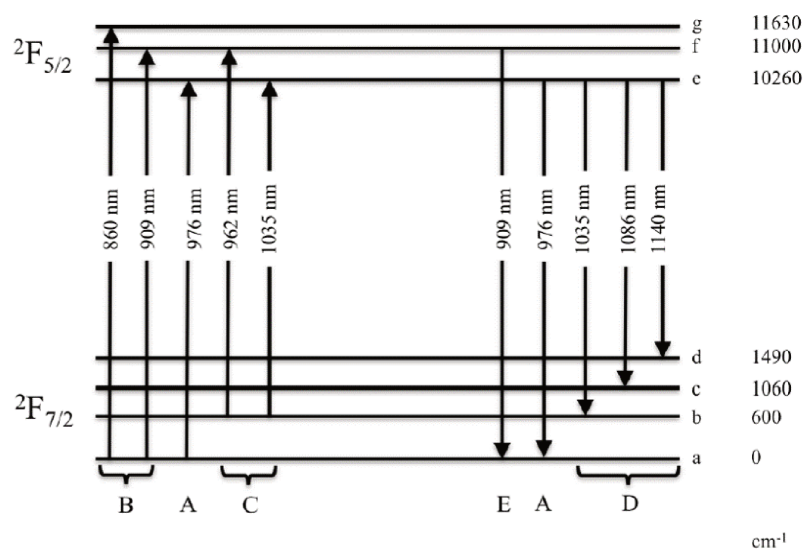 g 11630
²F₅/₂ f 11000
e 10260
860 nm 909 nm 976 nm 962 nm 1035 nm 909 nm 976 nm 1035 nm 1086 nm 1140 nm
d 1490
c 1060
²F₇/₂ b 600
a 0
B A C E A D
cm⁻¹